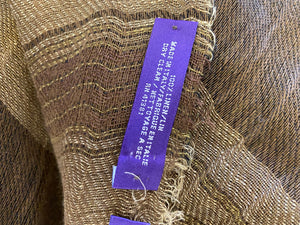 100/LINEN/LIN
MADE IN ITALY/FABRIQUE EN ITALIE
DRY CLEAN / NETTOYAGE A SEC
RN 41381